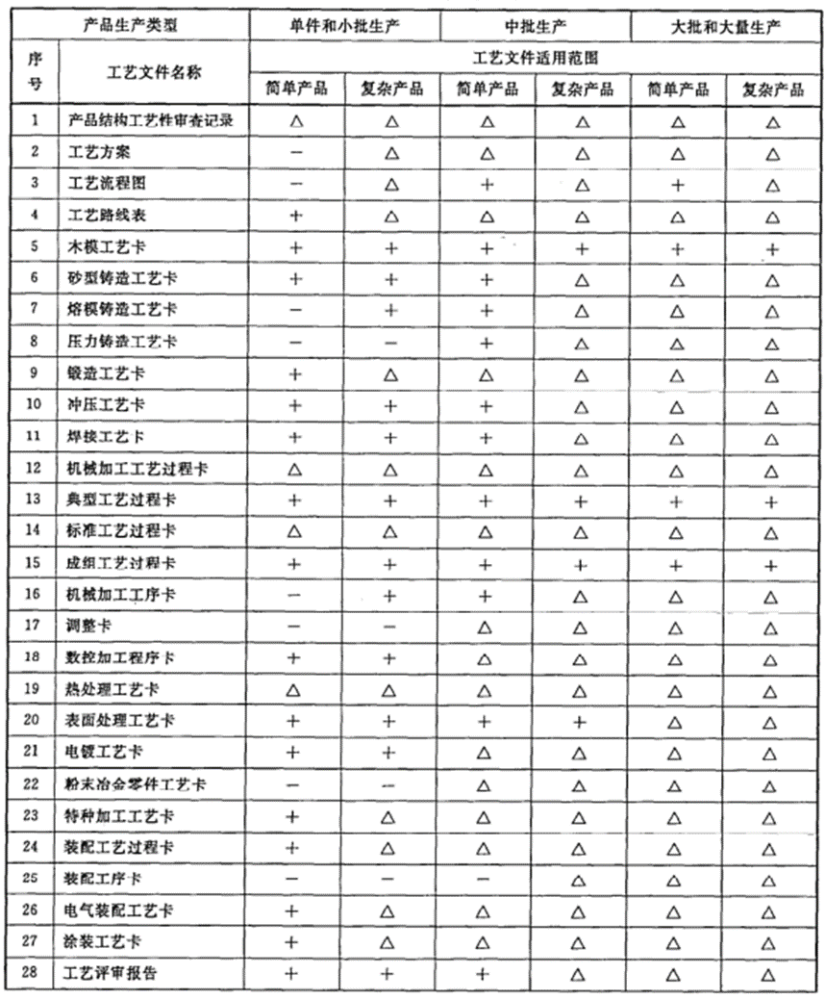 产品生产类型 单件和小批生产 中批生产 大批和大量生产
序号 工艺文件名称 工艺文件适用范围
简单产品 复杂产品 简单产品 复杂产品 简单产品 复杂产品
1 产品结构工艺性审查记录 △ △ △ △ △ △
2 工艺方案 － △ △ △ △ △
3 工艺流程图 － △ ＋ △ ＋ △
4 工艺路线表 ＋ △ △ △ △ △
5 木模工艺卡 ＋ ＋ ＋ ＋ ＋ ＋
6 砂型铸造工艺卡 ＋ ＋ ＋ △ △ △
7 熔模铸造工艺卡 － ＋ ＋ △ △ △
8 压力铸造工艺卡 － － ＋ △ △ △
9 锻造工艺卡 ＋ △ △ △ △ △
10 冲压工艺卡 ＋ ＋ ＋ △ △ △
11 焊接工艺卡 ＋ ＋ ＋ △ △ △
12 机械加工工艺过程卡 △ △ △ △ △ △
13 典型工艺过程卡 ＋ ＋ ＋ ＋ ＋ ＋
14 标准工艺过程卡 △ △ △ △ △ △
15 成组工艺过程卡 ＋ ＋ ＋ ＋ ＋ ＋
16 机械加工工序卡 － ＋ ＋ △ △ △
17 调整卡 － － △ △ △ △
18 数控加工程序卡 ＋ ＋ △ △ △ △
19 热处理工艺卡 △ △ △ △ △ △
20 表面处理工艺卡 ＋ ＋ ＋ ＋ △ △
21 电镀工艺卡 ＋ ＋ △ △ △ △
22 粉末冶金零件工艺卡 － － △ △ △ △
23 特种加工工艺卡 ＋ △ △ △ △ △
24 装配工艺过程卡 ＋ △ △ △ △ △
25 装配工序卡 － － － △ △ △
26 电气装配工艺卡 ＋ △ △ △ △ △
27 涂装工艺卡 ＋ △ △ △ △ △
28 工艺评审报告 ＋ ＋ ＋ △ △ △